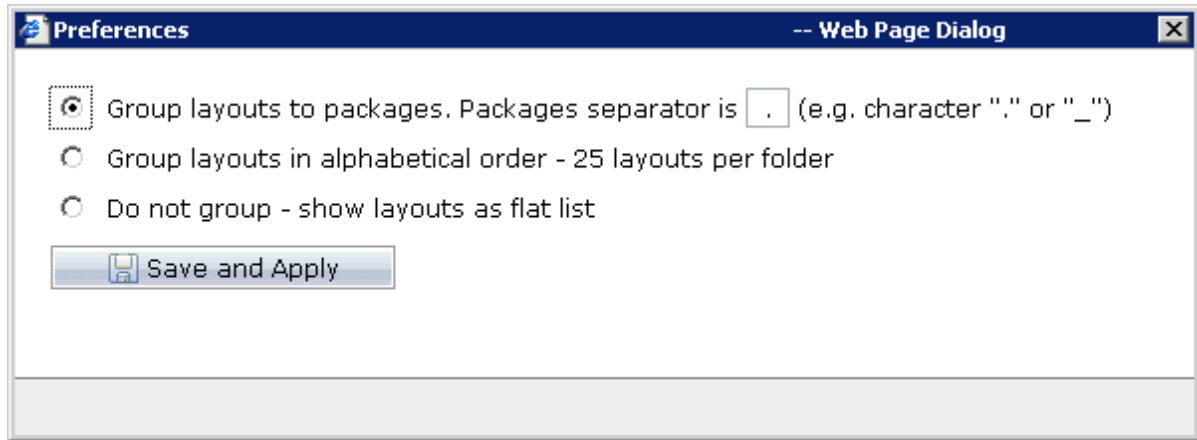 Preferences -- Web Page Dialog
Group layouts to packages. Packages separator is . (e.g. character "." or "_")
Group layouts in alphabetical order - 25 layouts per folder
Do not group - show layouts as flat list
Save and Apply